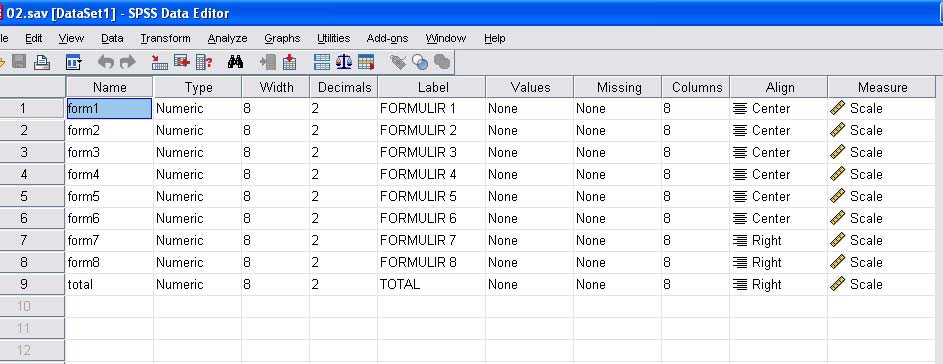 02.sav [DataSet1] - SPSS Data Editor
le Edit View Data Transform Analyze Graphs Utilities Add-ons Window Help
Name Type Width Decimals Label Values Missing Columns Align Measure
1 form1 Numeric 8 2 FORMULIR 1 None None 8 Center Scale
2 form2 Numeric 8 2 FORMULIR 2 None None 8 Center Scale
3 form3 Numeric 8 2 FORMULIR 3 None None 8 Center Scale
4 form4 Numeric 8 2 FORMULIR 4 None None 8 Center Scale
5 form5 Numeric 8 2 FORMULIR 5 None None 8 Center Scale
6 form6 Numeric 8 2 FORMULIR 6 None None 8 Center Scale
7 form7 Numeric 8 2 FORMULIR 7 None None 8 Right Scale
8 form8 Numeric 8 2 FORMULIR 8 None None 8 Right Scale
9 total Numeric 8 2 TOTAL None None 8 Right Scale
10
11
12